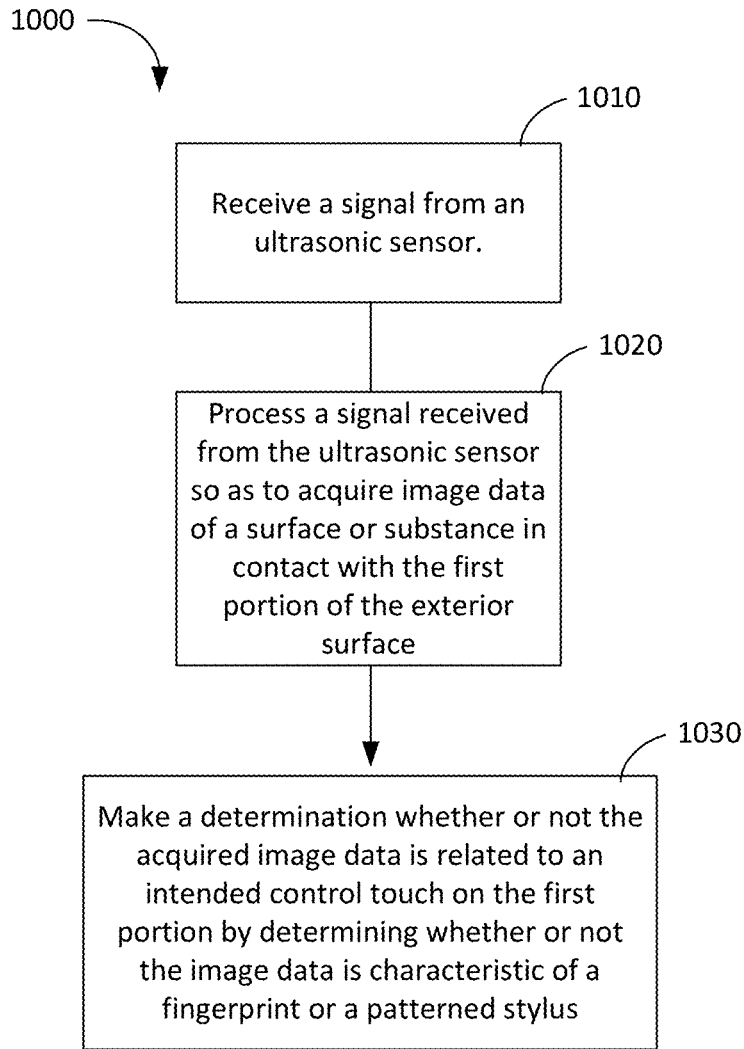 1000
1010
Receive a signal from an
ultrasonic sensor.
1020
Process a signal received
from the ultrasonic sensor
so as to acquire image data
of a surface or substance in
contact with the first
portion of the exterior
surface
1030
Make a determination whether or not the
acquired image data is related to an
intended control touch on the first
portion by determining whether or not
the image data is characteristic of a
fingerprint or a patterned stylus